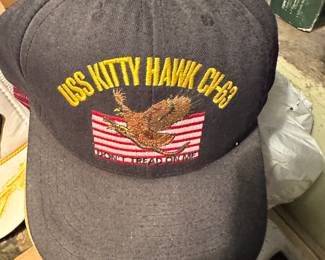 USS KITTY HAWK CV-63
DON'T TREAD ON ME